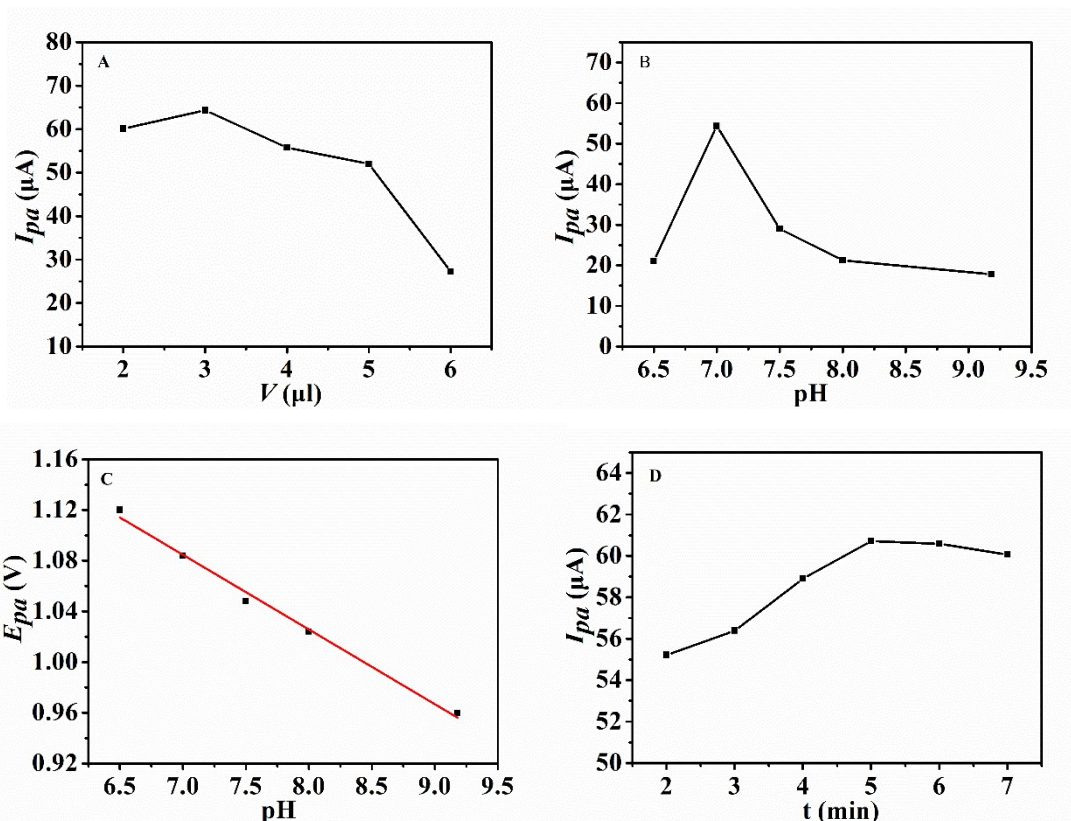 A
80
70
60
50
40
30
20
10
I_pa (μA)
2 3 4 5 6
V (μl)
B
70
60
50
40
30
20
10
0
I_pa (μA)
6.5 7.0 7.5 8.0 8.5 9.0 9.5
pH
C
1.16
1.12
1.08
1.04
1.00
0.96
0.92
E_pa (V)
6.5 7.0 7.5 8.0 8.5 9.0 9.5
pH
D
64
62
60
58
56
54
52
50
I_pa (μA)
2 3 4 5 6 7
t (min)